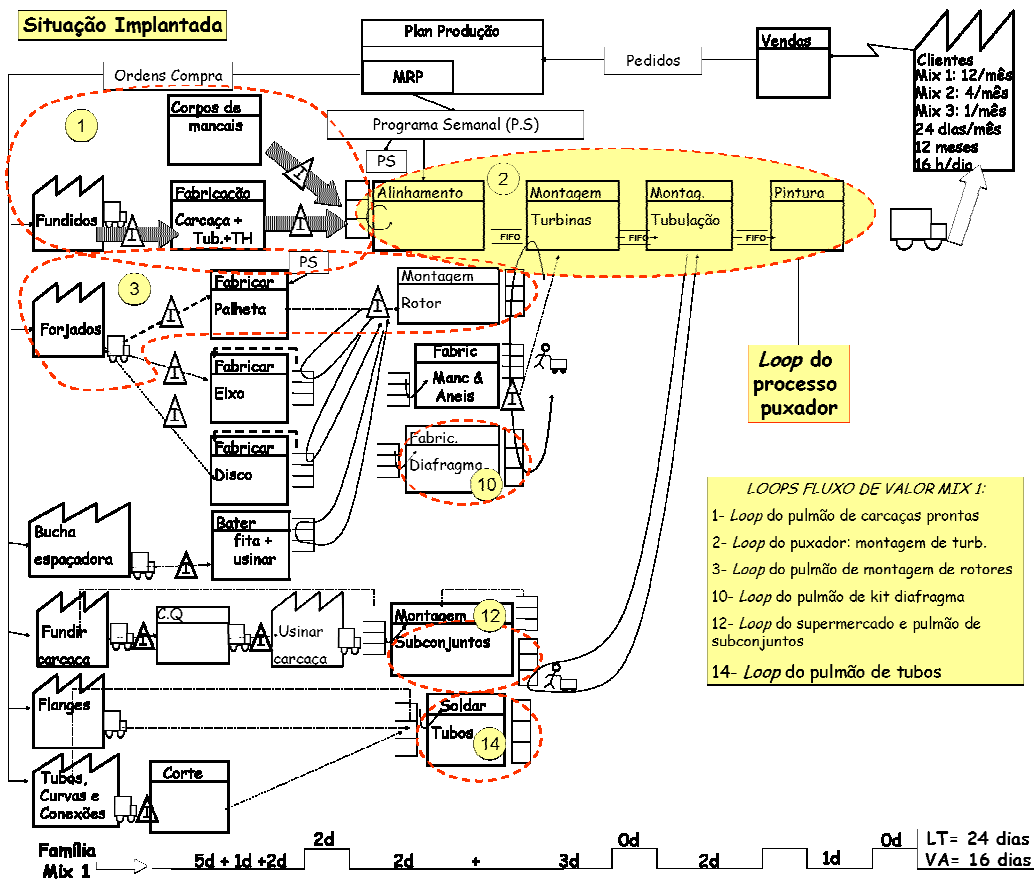 Situação Implantada
Plan Produção
MRP
Pedidos
Vendas
Clientes
Mix 1: 12/mês
Mix 2: 4/mês
Mix 3: 1/mês
24 dias/mês
12 meses
16 h/dia
Ordens Compra
Programa Semanal (P.S)
PS
1
Corpos de
mancais
Fundidos
I
Fabricação
Carcaça +
Tub.+TH
I
I
Alinhamento
2
FIFO
Montagem
Turbinas
FIFO
Montag.
Tubulação
FIFO
Pintura
PS
3
Forjados
I
Fabricar
Palheta
I
Montagem
Rotor
I
Fabricar
Eixo
I
Fabric
Manc &
Aneis
I
Fabricar
Disco
Fabric.
Diafragma
10
Loop do
processo
puxador
Bucha
espaçadora
I
Bater
fita +
usinar
LOOPS FLUXO DE VALOR MIX 1:
1- Loop do pulmão de carcaças prontas
2- Loop do puxador: montagem de turb.
3- Loop do pulmão de montagem de rotores
10- Loop do pulmão de kit diafragma
12- Loop do supermercado e pulmão de
subconjuntos
14- Loop do pulmão de tubos
Fundir
carcaça
I
C.Q
I
Usinar
carcaça
Montagem
Subconjuntos
12
Flanges
Soldar
Tubos
14
Tubos,
Curvas e
Conexões
I
Corte
Família
Mix 1
5d + 1d +2d
2d
2d
+
3d
0d
2d
1d
0d
LT= 24 dias
VA= 16 dias